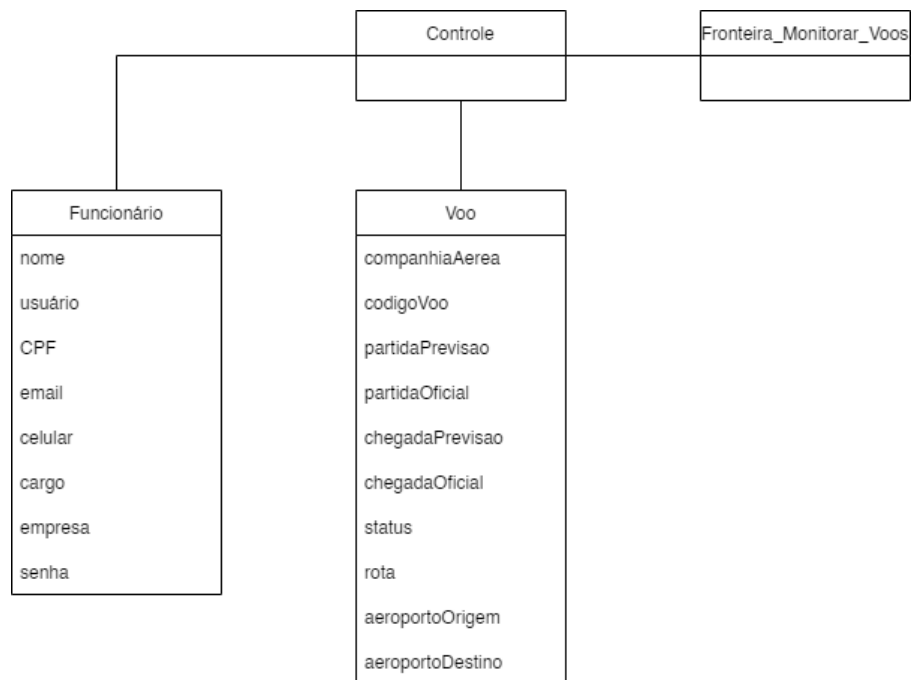 Controle
Fronteira_Monitorar_Voos
Funcionário
nome
usuário
CPF
email
celular
cargo
empresa
senha
Voo
companhiaAerea
codigoVoo
partidaPrevisao
partidaOficial
chegadaPrevisao
chegadaOficial
status
rota
aeroportoOrigem
aeroportoDestino